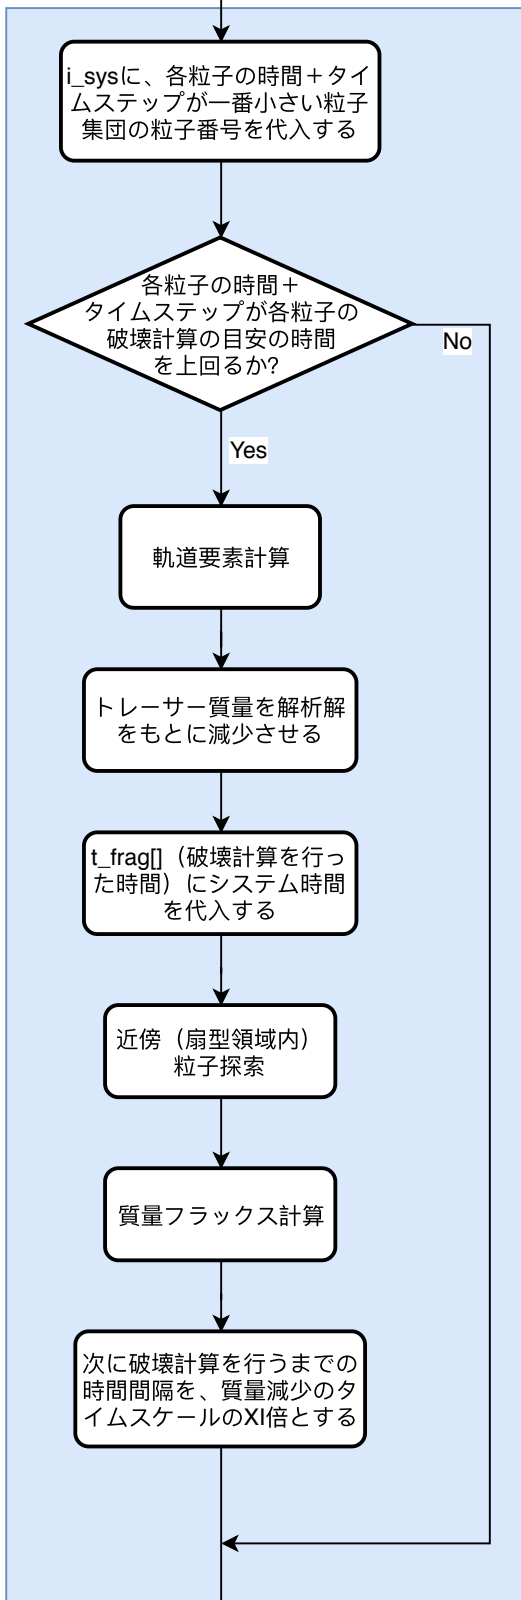 i_sysに、各粒子の時間＋タイ
ムステップが一番小さい粒子
集団の粒子番号を代入する
各粒子の時間＋
タイムステップが各粒子の
破壊計算の目安の時間
を上回るか?
No
Yes
軌道要素計算
トレーサー質量を解析解
をもとに減少させる
t_frag[]（破壊計算を行っ
た時間）にシステム時間
を代入する
近傍（扇型領域内）
粒子探索
質量フラックス計算
次に破壊計算を行うまでの
時間間隔を、質量減少のタ
イムスケールのXI倍とする